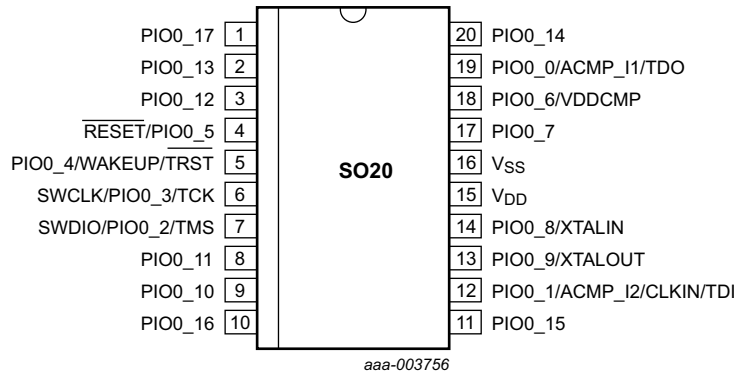 PIO0_17 1 20 PIO0_14
PIO0_13 2 19 PIO0_0/ACMP_I1/TDO
PIO0_12 3 18 PIO0_6/VDDCMP
RESET/PIO0_5 4 17 PIO0_7
PIO0_4/WAKEUP/TRST 5 16 VSS
SO20
SWCLK/PIO0_3/TCK 6 15 VDD
SWDIO/PIO0_2/TMS 7 14 PIO0_8/XTALIN
PIO0_11 8 13 PIO0_9/XTALOUT
PIO0_10 9 12 PIO0_1/ACMP_I2/CLKIN/TDI
PIO0_16 10 11 PIO0_15
aaa-003756